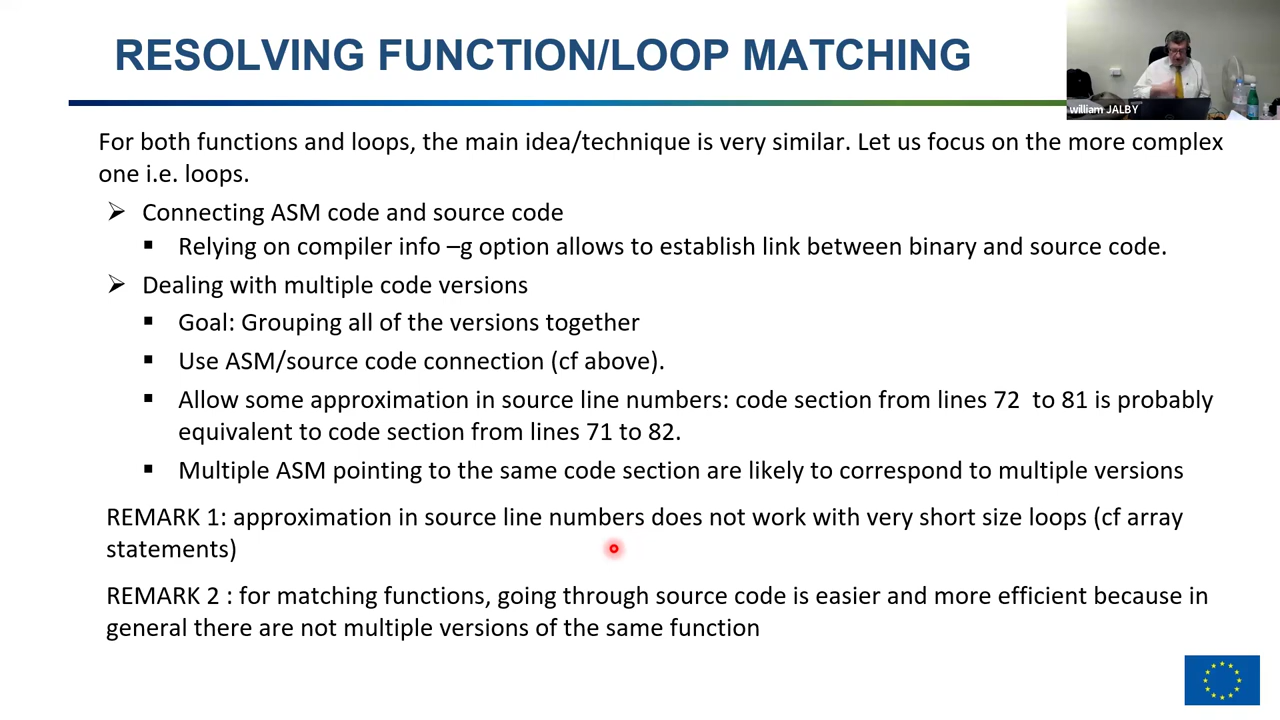 RESOLVING FUNCTION/LOOP MATCHING
william JALBY
For both functions and loops, the main idea/technique is very similar. Let us focus on the more complex
one i.e. loops.
➢ Connecting ASM code and source code
▪ Relying on compiler info –g option allows to establish link between binary and source code.
➢ Dealing with multiple code versions
▪ Goal: Grouping all of the versions together
▪ Use ASM/source code connection (cf above).
▪ Allow some approximation in source line numbers: code section from lines 72 to 81 is probably
equivalent to code section from lines 71 to 82.
▪ Multiple ASM pointing to the same code section are likely to correspond to multiple versions
REMARK 1: approximation in source line numbers does not work with very short size loops (cf array
statements)
REMARK 2 : for matching functions, going through source code is easier and more efficient because in
general there are not multiple versions of the same function